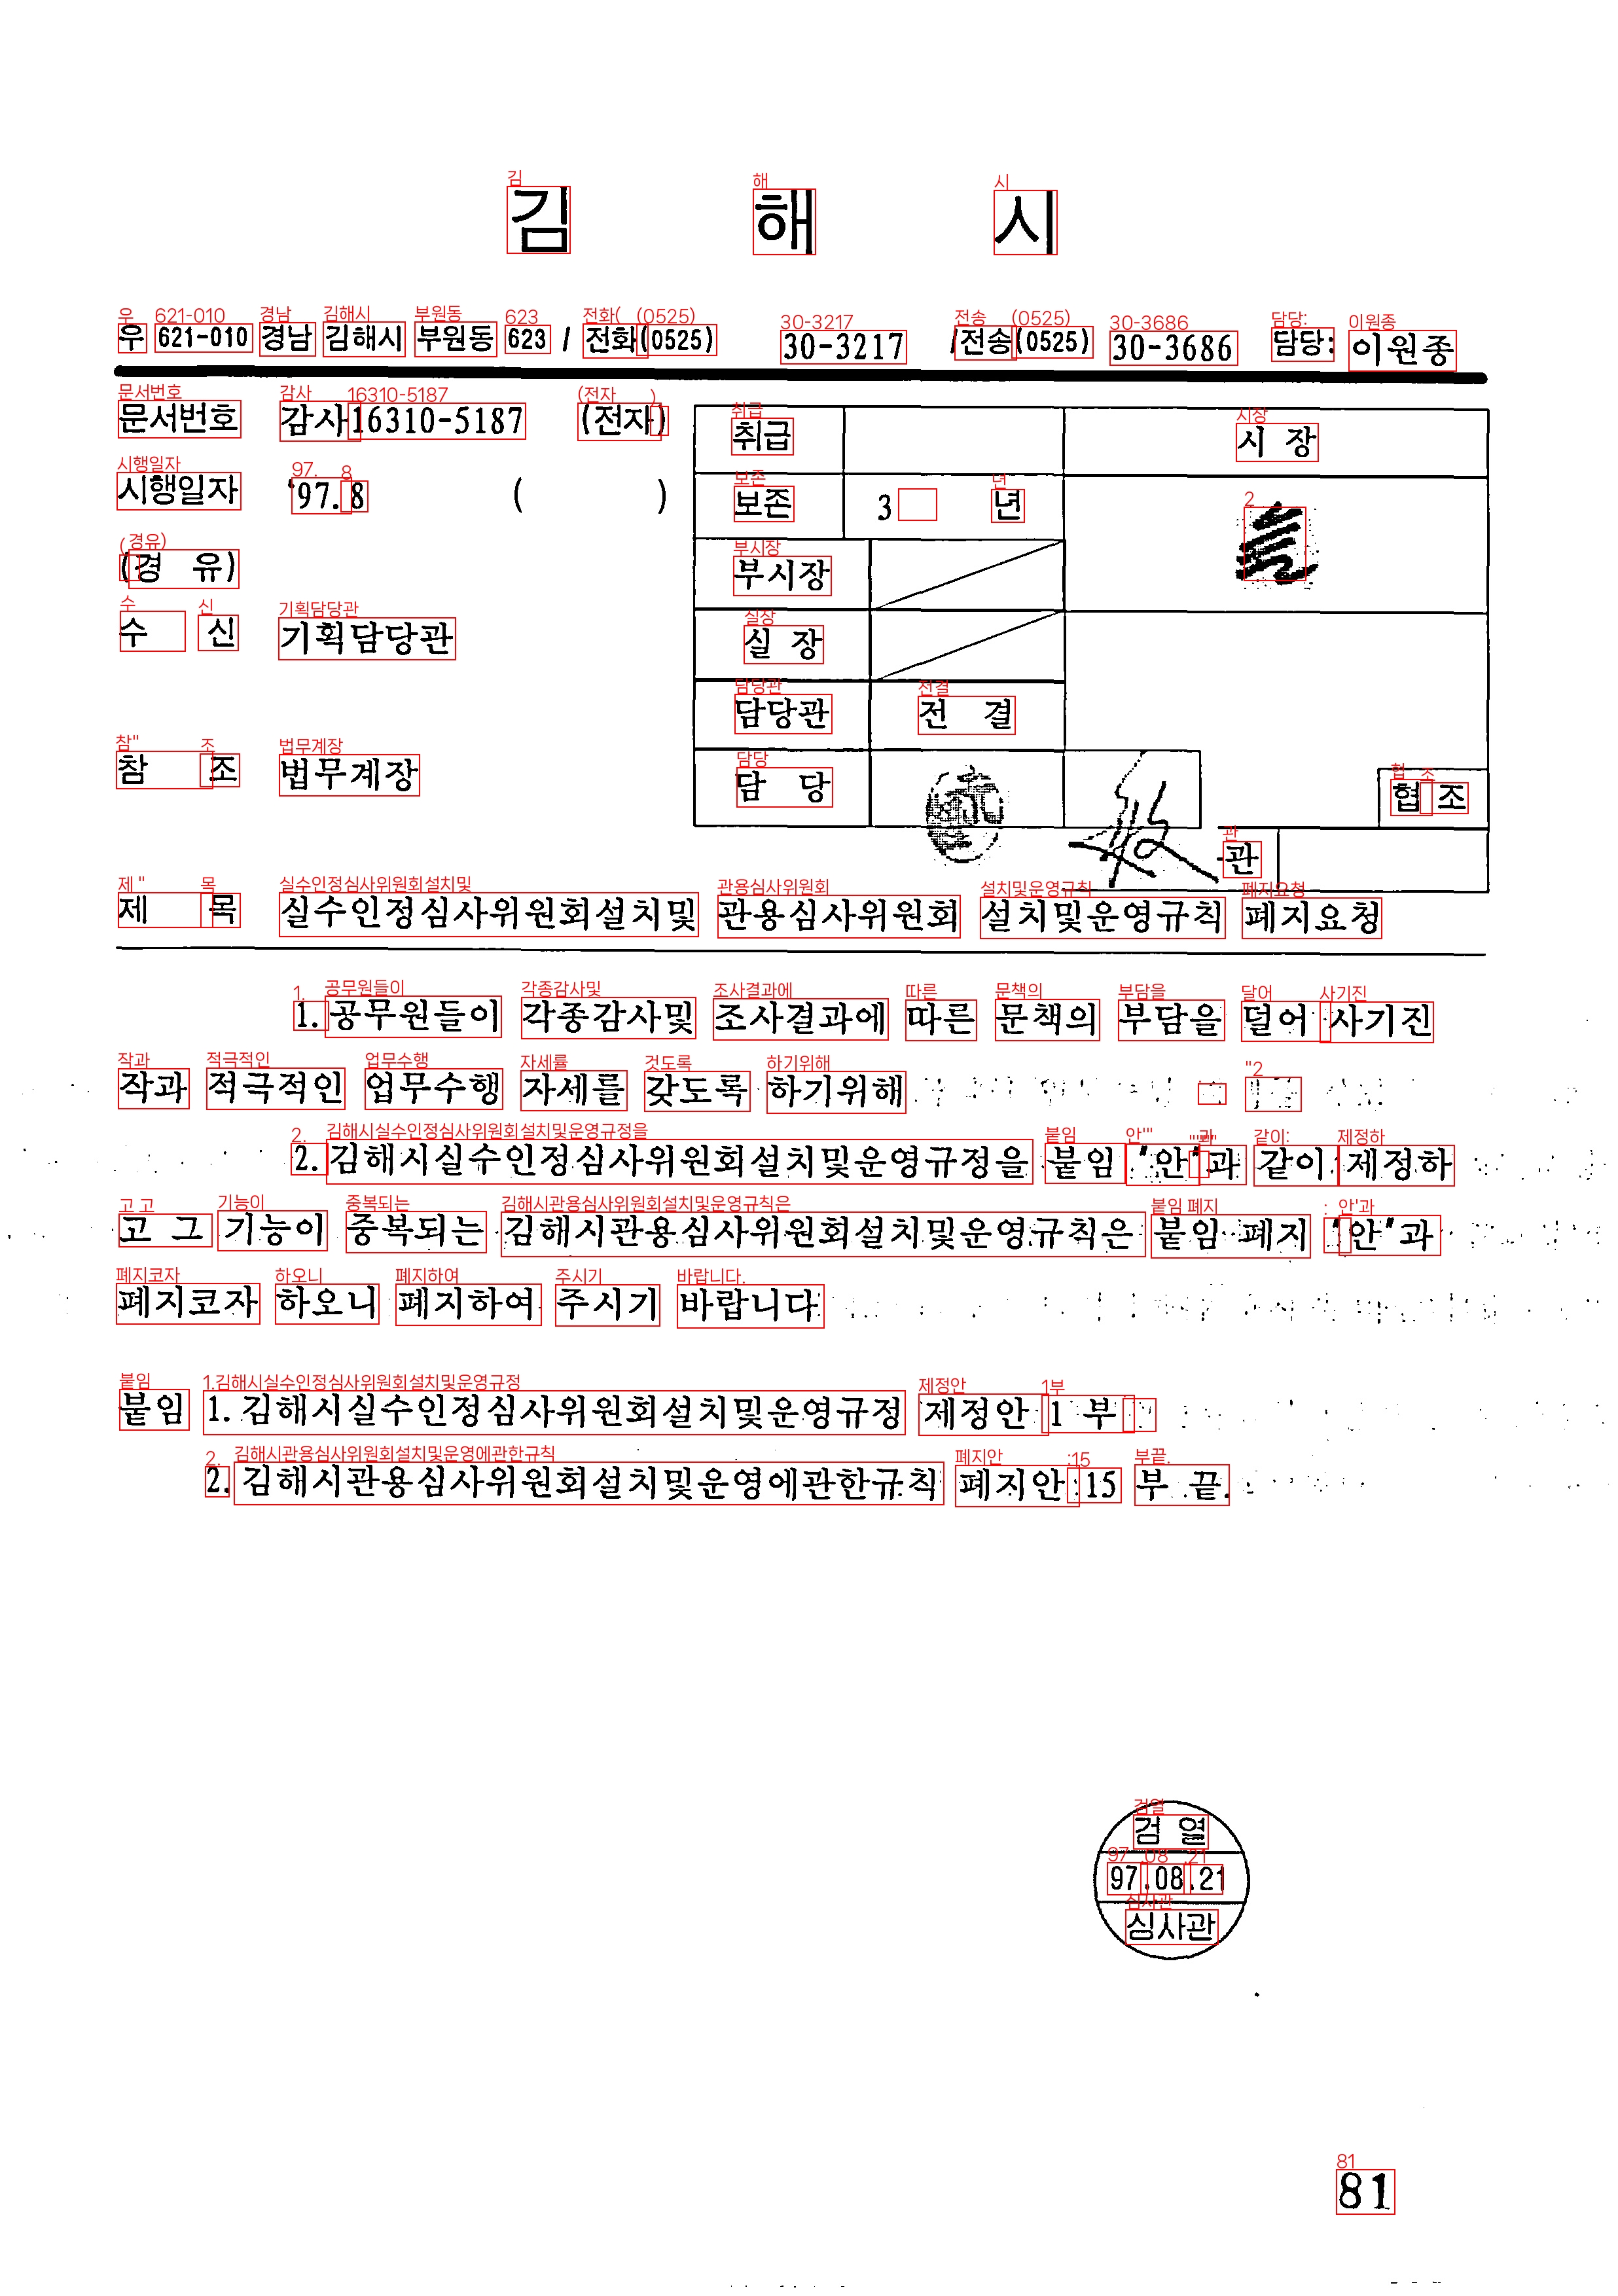 김 해 시
우 621-010 경남 김해시 부원동 623 / 전화(0525) 30-3217 /전송(0525) 30-3686 담당: 이원종
문서번호 감사16310-5187 (전자)
시행일자 '97. 8 ( )
(경 유)
수 신 기획담당관
참 조 법무계장
취급 시 장
보존 3 년
부시장
실 장
담당관 전 결
담 당 협 조
관
제 목 실수인정심사위원회설치및 관용심사위원회 설치및운영규칙 폐지요청
1. 공무원들이 각종감사및 조사결과에 따른 문책의 부담을 덜어 사기진
작과 적극적인 업무수행 자세를 갖도록 하기위해
2. 김해시실수인정심사위원회설치및운영규정을 붙임 "안"과 같이 제정하
고 그 기능이 중복되는 김해시관용심사위원회설치및운영규칙은 붙임 폐지 "안"과
폐지코자 하오니 폐지하여 주시기 바랍니다.
붙임 1. 김해시실수인정심사위원회설치및운영규정 제정안 1 부
2. 김해시관용심사위원회설치및운영에관한규칙 폐지안 15 부 끝.
검 열
97.08.21
심사관
81